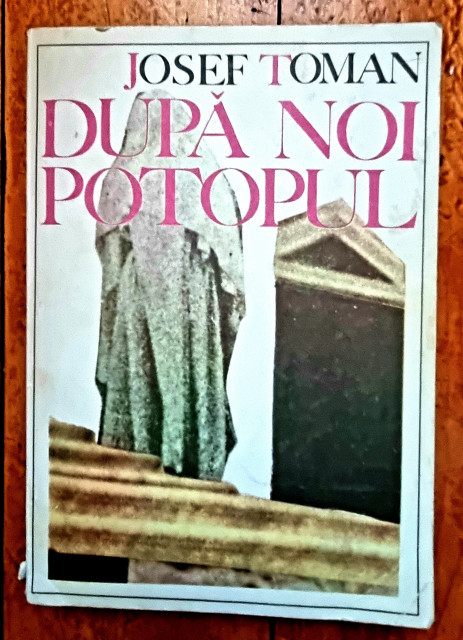 JOSEF TOMAN
DUPĂ NOI
POTOPUL